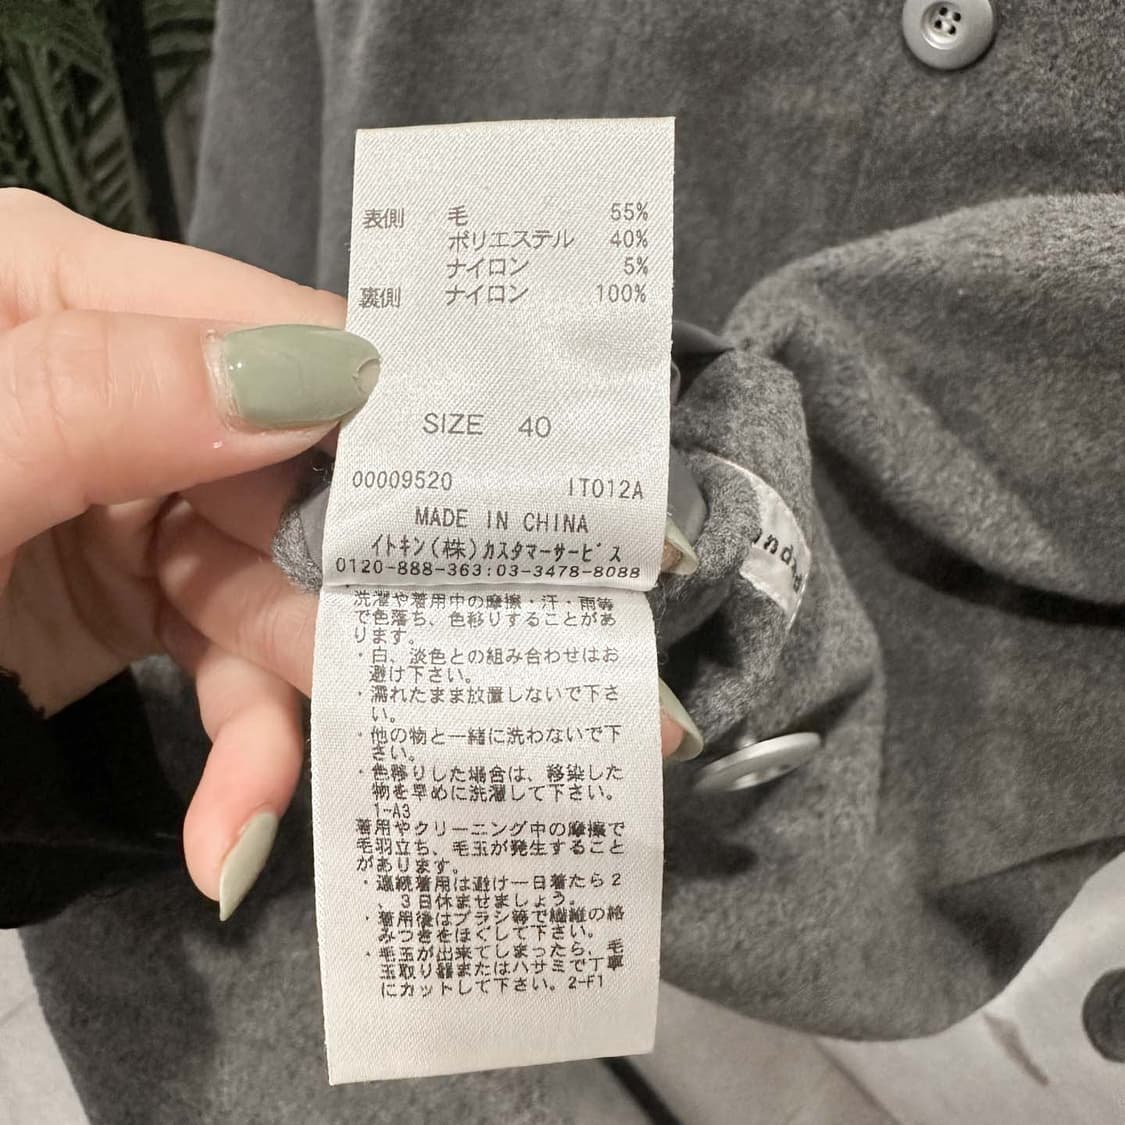 表側 毛 55%
ポリエステル 40%
ナイロン 5%
裏側 ナイロン 100%
SIZE 40
00009520 IT012A
MADE IN CHINA
イトキン(株)カスタマーサービス
0120-888-363:03-3478-8088
洗濯や着用中の摩擦・汗・雨等
で色落ち、色移りすることがあ
ります。
・白、淡色との組み合わせはお
避け下さい。
・濡れたまま放置しないで下さ
い。
・他の物と一緒に洗わないで下
さい。
・色移りした場合は、移染した
物を早めに洗濯して下さい。
1-A3
着用やクリーニング中の摩擦で
毛羽立ち、毛玉が発生すること
があります。
・連続着用は避け一日着たら2
、3日休ませましょう。
・着用後はブラシ等で繊維の絡
みつきをほぐして下さい。
・毛玉が出来てしまったら、毛
玉取り器またはハサミで丁寧
にカットして下さい。2-F1